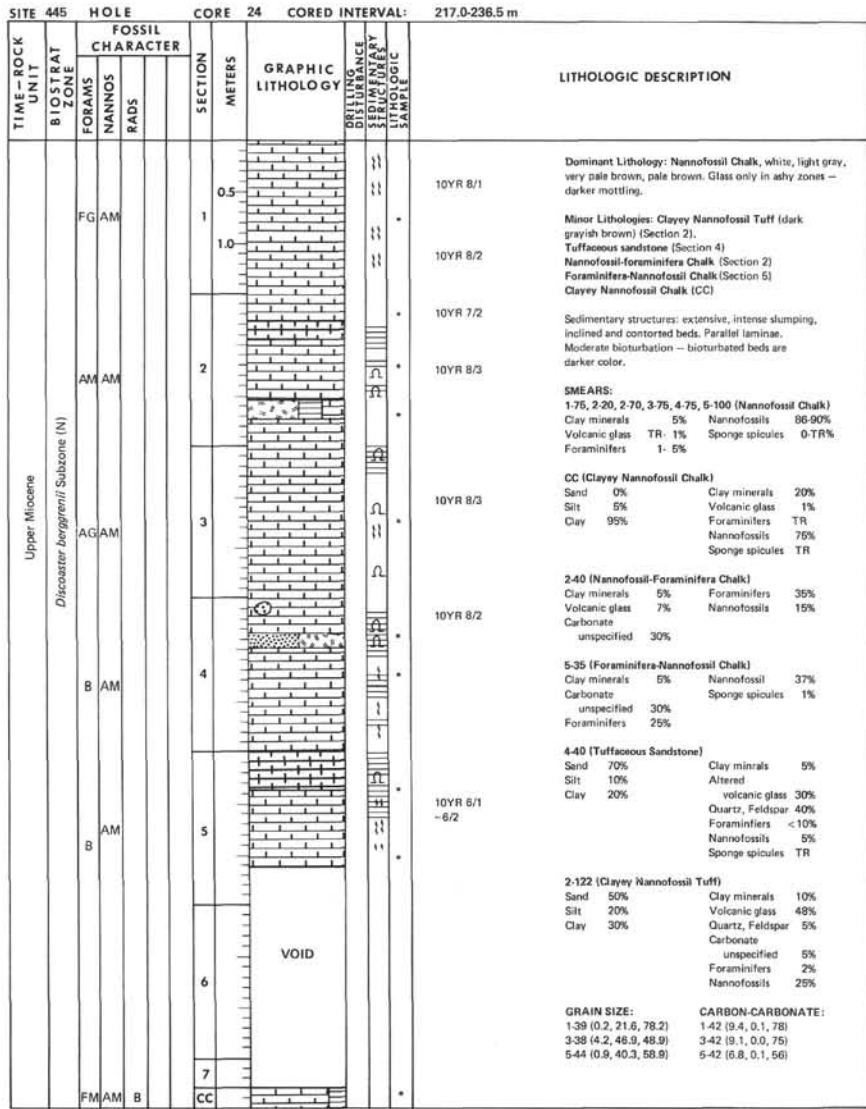 SITE 445 HOLE CORE 24 CORED INTERVAL: 217.0-236.5 m
TIME-ROCK UNIT
BIOSTRAT ZONE
FOSSIL CHARACTER
FORAMS
NANNOS
RADS
SECTION
METERS
GRAPHIC LITHOLOGY
DRILLING DISTURBANCE
SEDIMENTARY STRUCTURES
LITHOLOGIC SAMPLE
LITHOLOGIC DESCRIPTION
Upper Miocene
Discoaster berggrenii Subzone (N)
FG AM
AM AM
AG AM
B AM
B AM
FM AM B
0.5
1
1.0
2
3
4
5
6
7
CC
VOID
10YR 8/1
10YR 8/2
10YR 7/2
10YR 8/3
10YR 8/3
10YR 8/2
10YR 6/1
-6/2
Dominant Lithology: Nannofossil Chalk, white, light gray,
very pale brown, pale brown. Glass only in ashy zones —
darker mottling.
Minor Lithologies: Clayey Nannofossil Tuff (dark
grayish brown) (Section 2).
Tuffaceous sandstone (Section 4)
Nannofossil-foraminifera Chalk (Section 2)
Foraminifera-Nannofossil Chalk (Section 5)
Clayey Nannofossil Chalk (CC)
Sedimentary structures: extensive, intense slumping,
inclined and contorted beds. Parallel laminae.
Moderate bioturbation — bioturbated beds are
darker color.
SMEARS:
1-75, 2-20, 2-70, 3-75, 4-75, 5-100 (Nannofossil Chalk)
Clay minerals 5% Nannofossils 86-90%
Volcanic glass TR- 1% Sponge spicules 0-TR%
Foraminifers 1- 5%
CC (Clayey Nannofossil Chalk)
Sand 0% Clay minerals 20%
Silt 5% Volcanic glass 1%
Clay 95% Foraminifers TR
Nannofossils 75%
Sponge spicules TR
2-40 (Nannofossil-Foraminifera Chalk)
Clay minerals 5% Foraminifers 35%
Volcanic glass 7% Nannofossils 15%
Carbonate
unspecified 30%
5-35 (Foraminifera-Nannofossil Chalk)
Clay minerals 5% Nannofossil 37%
Carbonate Sponge spicules 1%
unspecified 30%
Foraminifers 25%
4-40 (Tuffaceous Sandstone)
Sand 70% Clay minrals 5%
Silt 10% Altered
Clay 20% volcanic glass 30%
Quartz, Feldspar 40%
Foraminfiers <10%
Nannofossils 5%
Sponge spicules TR
2-122 (Clayey Nannofossil Tuff)
Sand 50% Clay minerals 10%
Silt 20% Volcanic glass 48%
Clay 30% Quartz, Feldspar 5%
Carbonate
unspecified 5%
Foraminifers 2%
Nannofossils 25%
GRAIN SIZE: CARBON-CARBONATE:
1-39 (0.2, 21.6, 78.2) 1-42 (9.4, 0.1, 78)
3-38 (4.2, 46.9, 48.9) 3-42 (9.1, 0.0, 75)
5-44 (0.9, 40.3, 58.9) 5-42 (6.8, 0.1, 56)